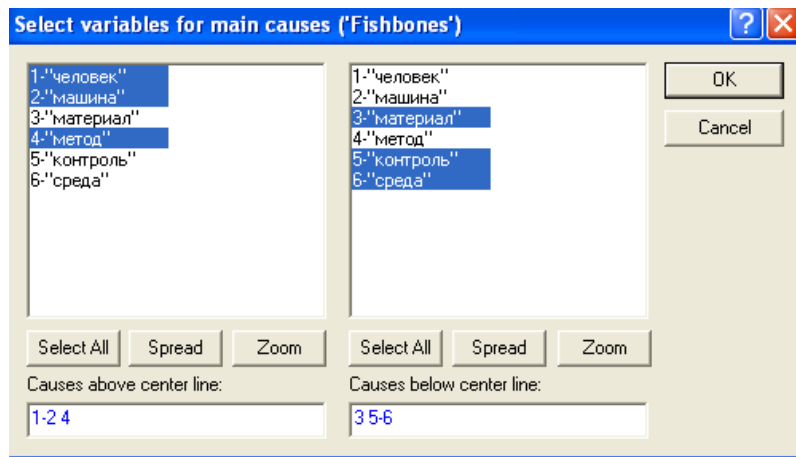 Select variables for main causes ('Fishbones')
1-"человек"
2-"машина"
3-"материал"
4-"метод"
5-"контроль"
6-"среда"
Select All
Spread
Zoom
Causes above center line:
1-2 4
1-"человек"
2-"машина"
3-"материал"
4-"метод"
5-"контроль"
6-"среда"
Select All
Spread
Zoom
Causes below center line:
3 5-6
OK
Cancel